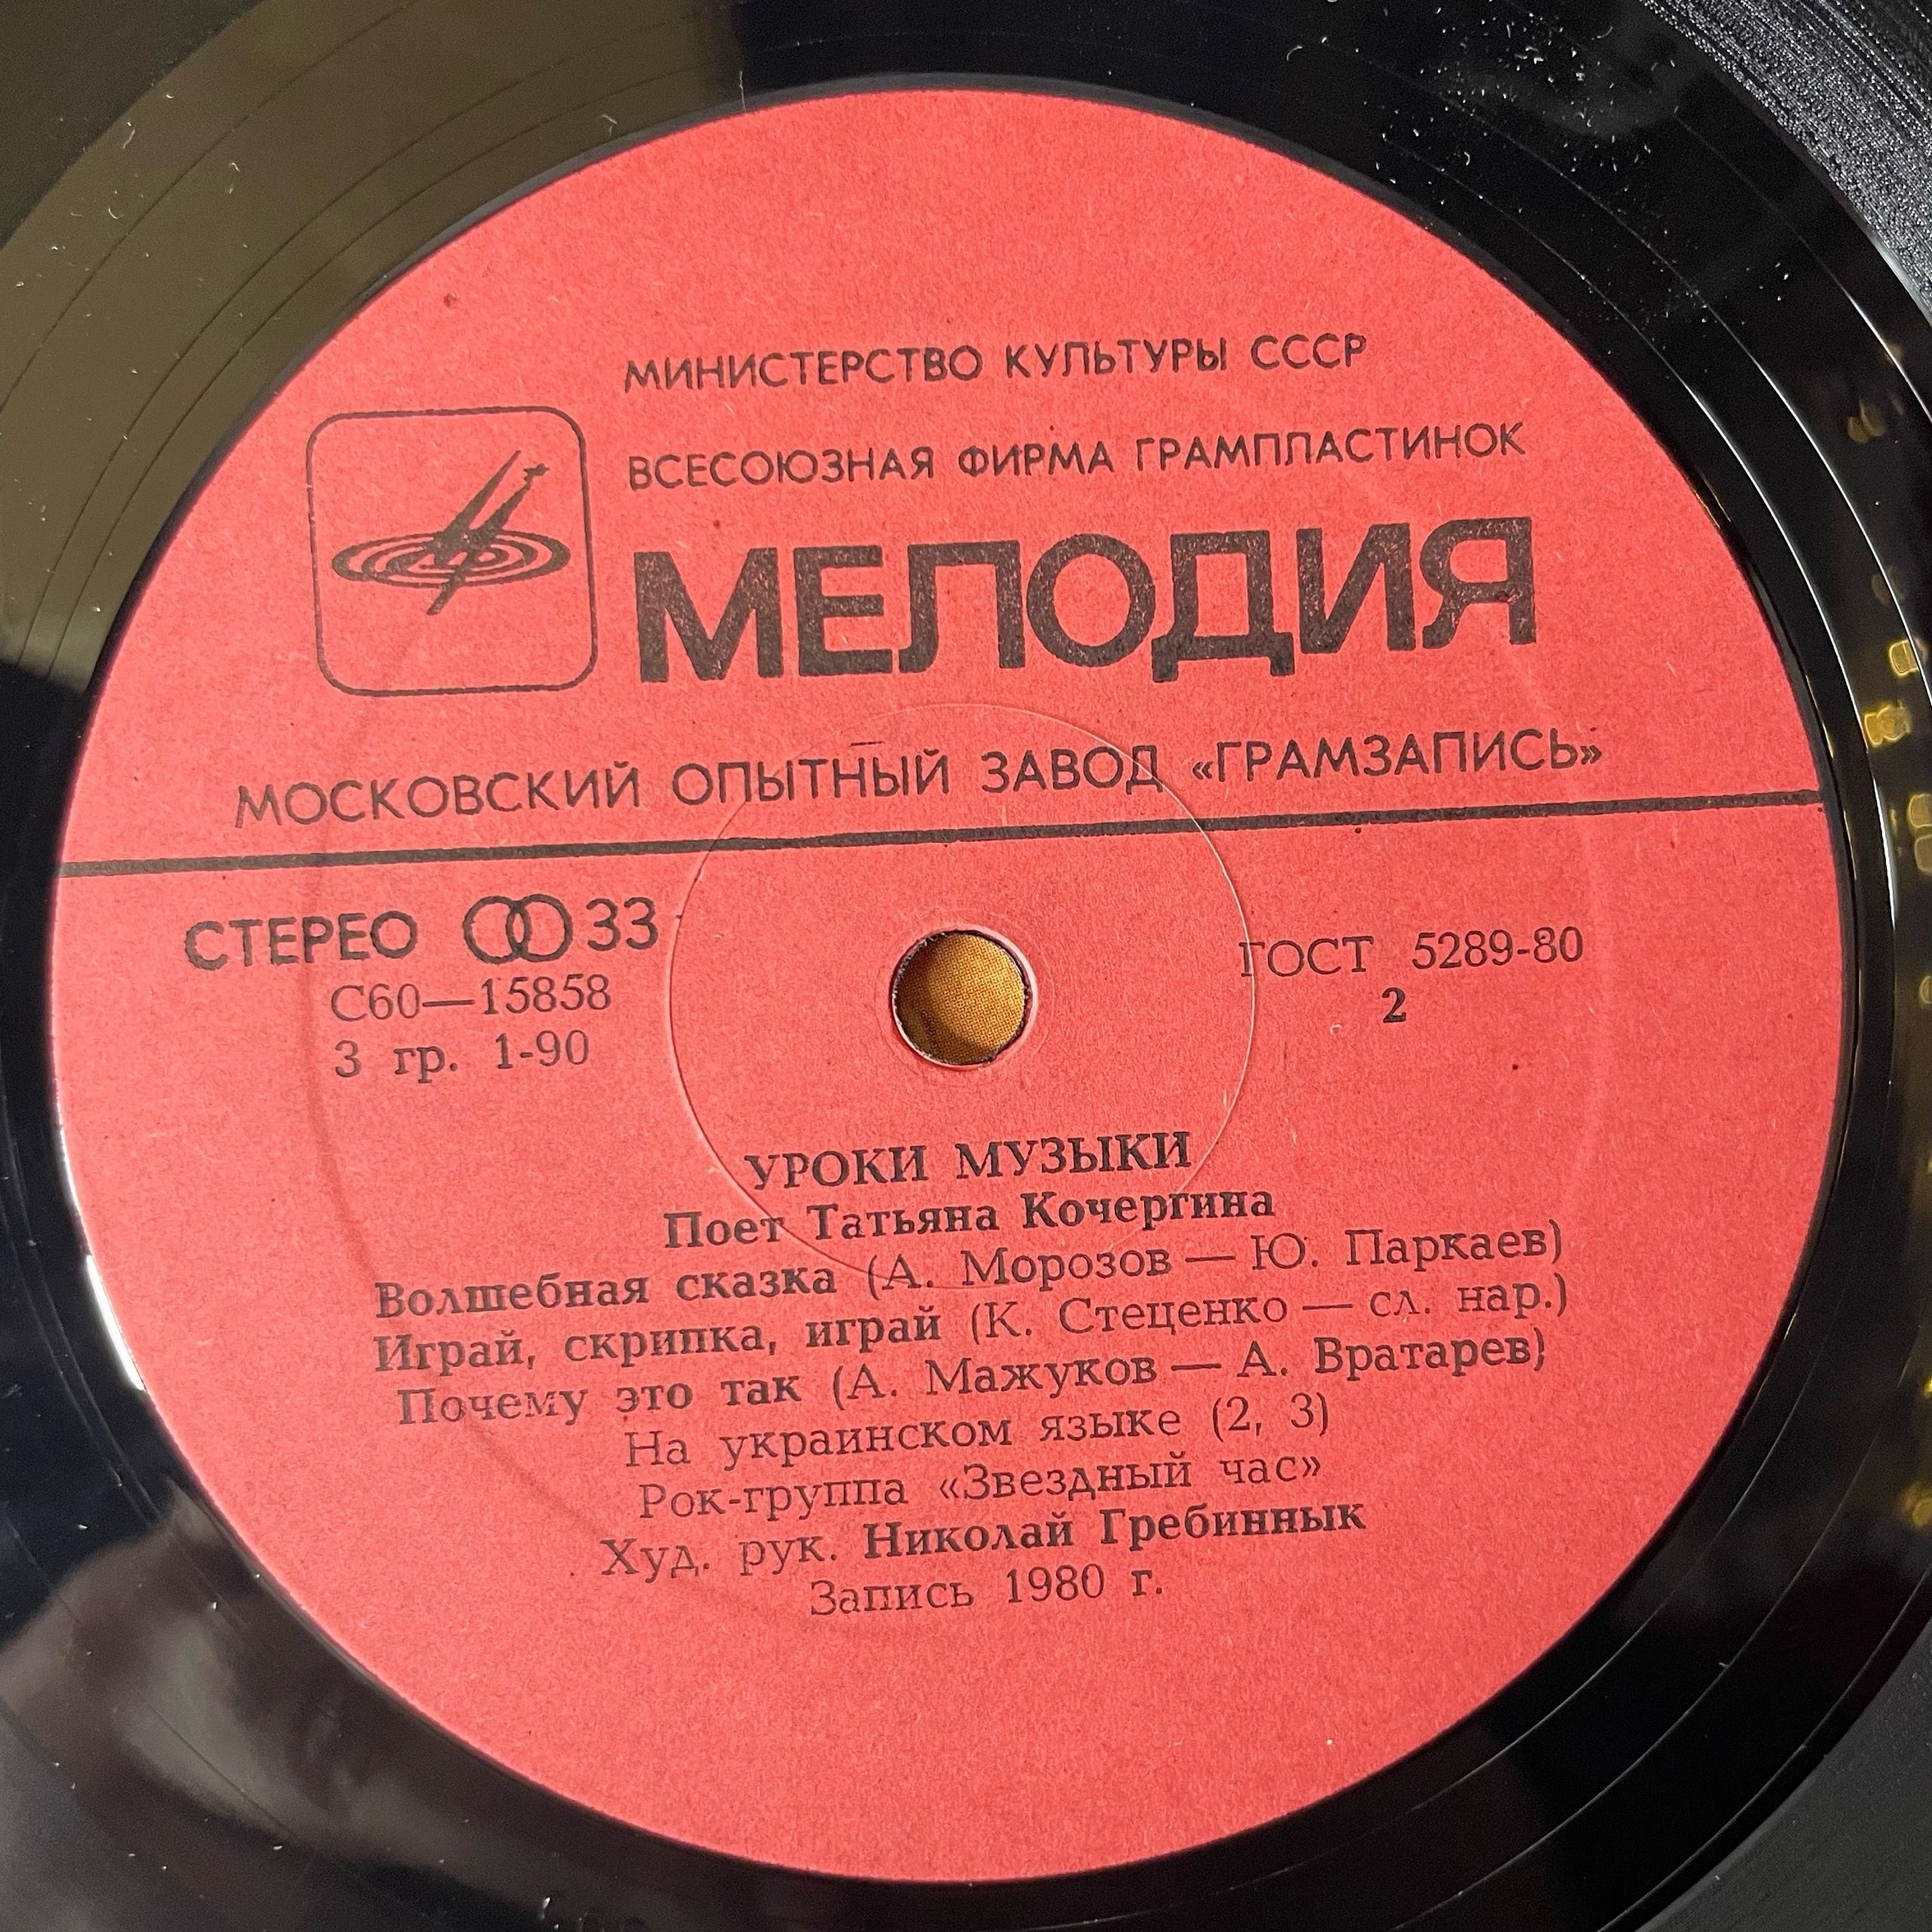 МИНИСТЕРСТВО КУЛЬТУРЫ СССР
ВСЕСОЮЗНАЯ ФИРМА ГРАМПЛАСТИНОК
МЕЛОДИЯ
МОСКОВСКИЙ ОПЫТНЫЙ ЗАВОД «ГРАМЗАПИСЬ»
СТЕРЕО 33
С60—15858
3 гр. 1-90
ГОСТ 5289-80
2
УРОКИ МУЗЫКИ
Поет Татьяна Кочергина
Волшебная сказка (А. Морозов — Ю. Паркаев)
Играй, скрипка, играй (К. Стеценко — сл. нар.)
Почему это так (А. Мажуков — А. Вратарев)
На украинском языке (2, 3)
Рок-группа «Звездный час»
Худ. рук. Николай Гребиннык
Запись 1980 г.